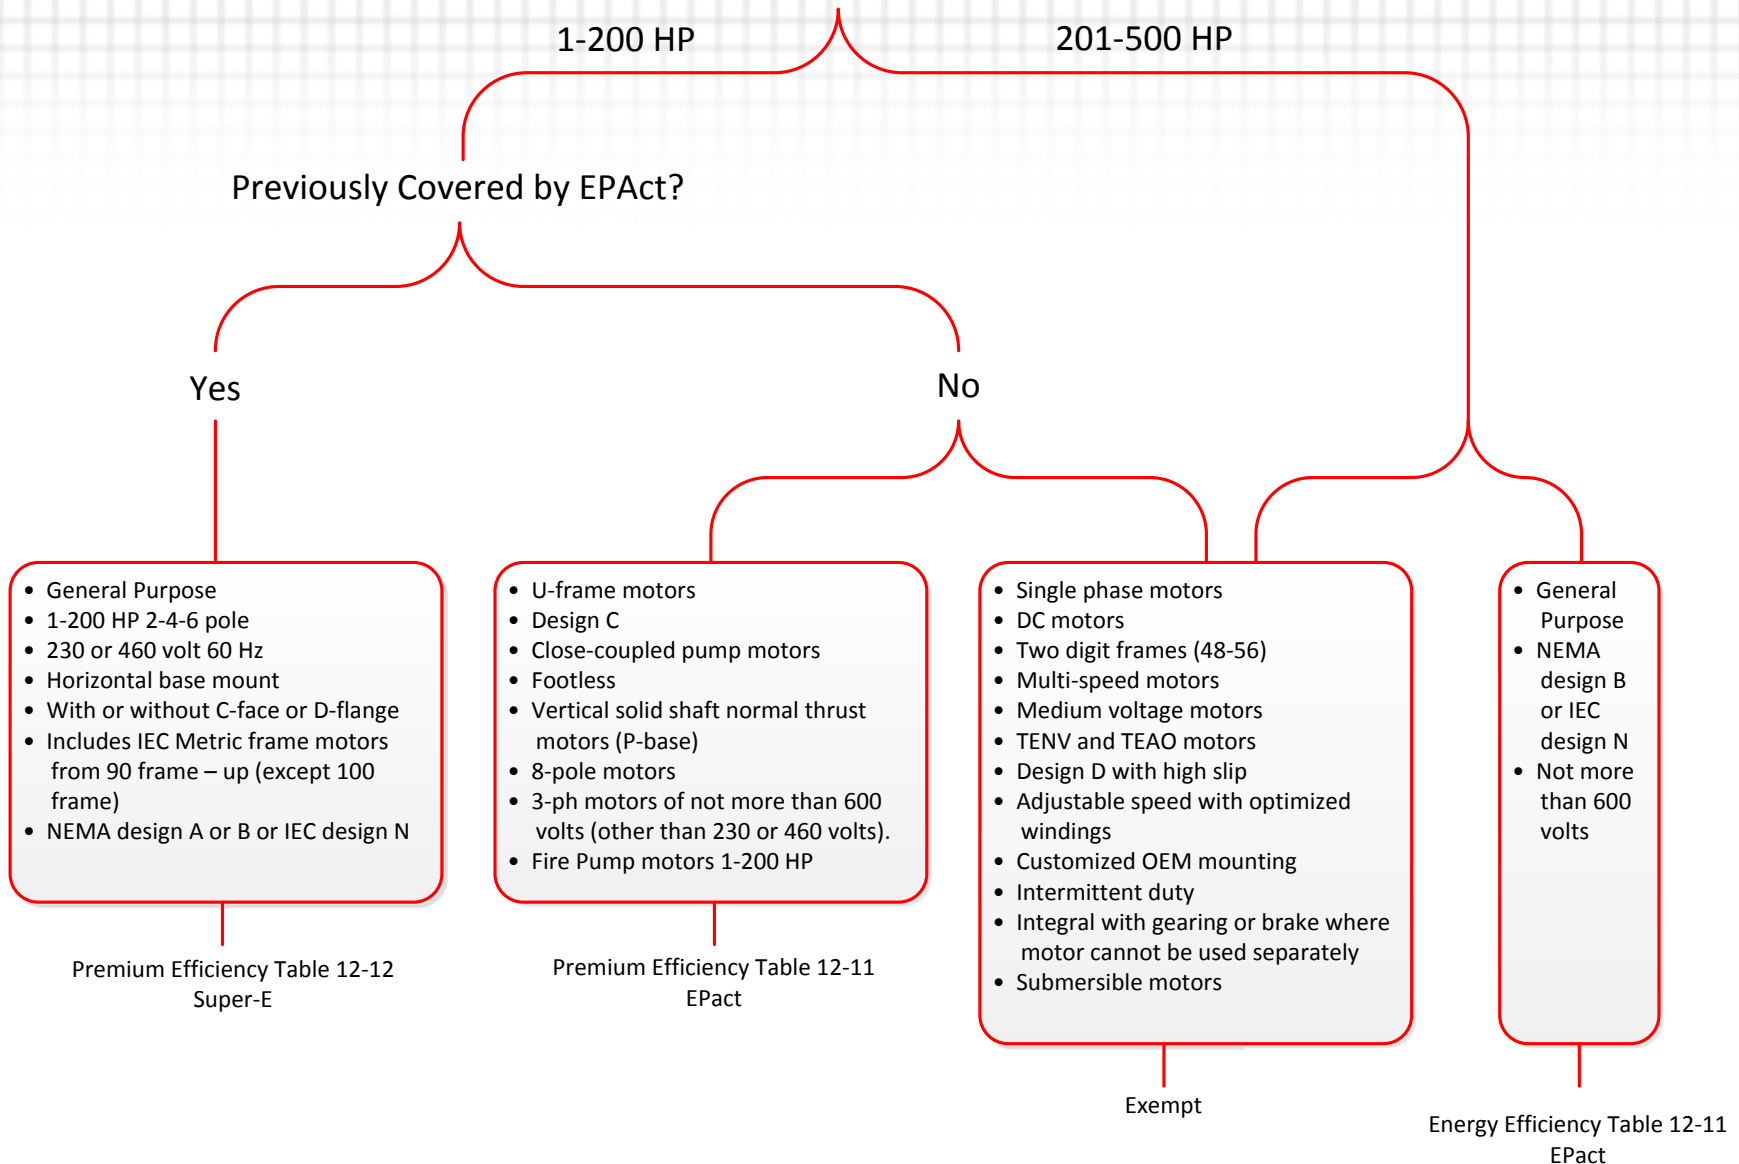 1-200 HP
201-500 HP
Previously Covered by EPAct?
Yes
No
• General Purpose
• 1-200 HP 2-4-6 pole
• 230 or 460 volt 60 Hz
• Horizontal base mount
• With or without C-face or D-flange
• Includes IEC Metric frame motors
from 90 frame – up (except 100
frame)
• NEMA design A or B or IEC design N
Premium Efficiency Table 12-12
Super-E
• U-frame motors
• Design C
• Close-coupled pump motors
• Footless
• Vertical solid shaft normal thrust
motors (P-base)
• 8-pole motors
• 3-ph motors of not more than 600
volts (other than 230 or 460 volts).
• Fire Pump motors 1-200 HP
Premium Efficiency Table 12-11
EPact
• Single phase motors
• DC motors
• Two digit frames (48-56)
• Multi-speed motors
• Medium voltage motors
• TENV and TEAO motors
• Design D with high slip
• Adjustable speed with optimized
windings
• Customized OEM mounting
• Intermittent duty
• Integral with gearing or brake where
motor cannot be used separately
• Submersible motors
Exempt
• General
Purpose
• NEMA
design B
or IEC
design N
• Not more
than 600
volts
Energy Efficiency Table 12-11
EPact